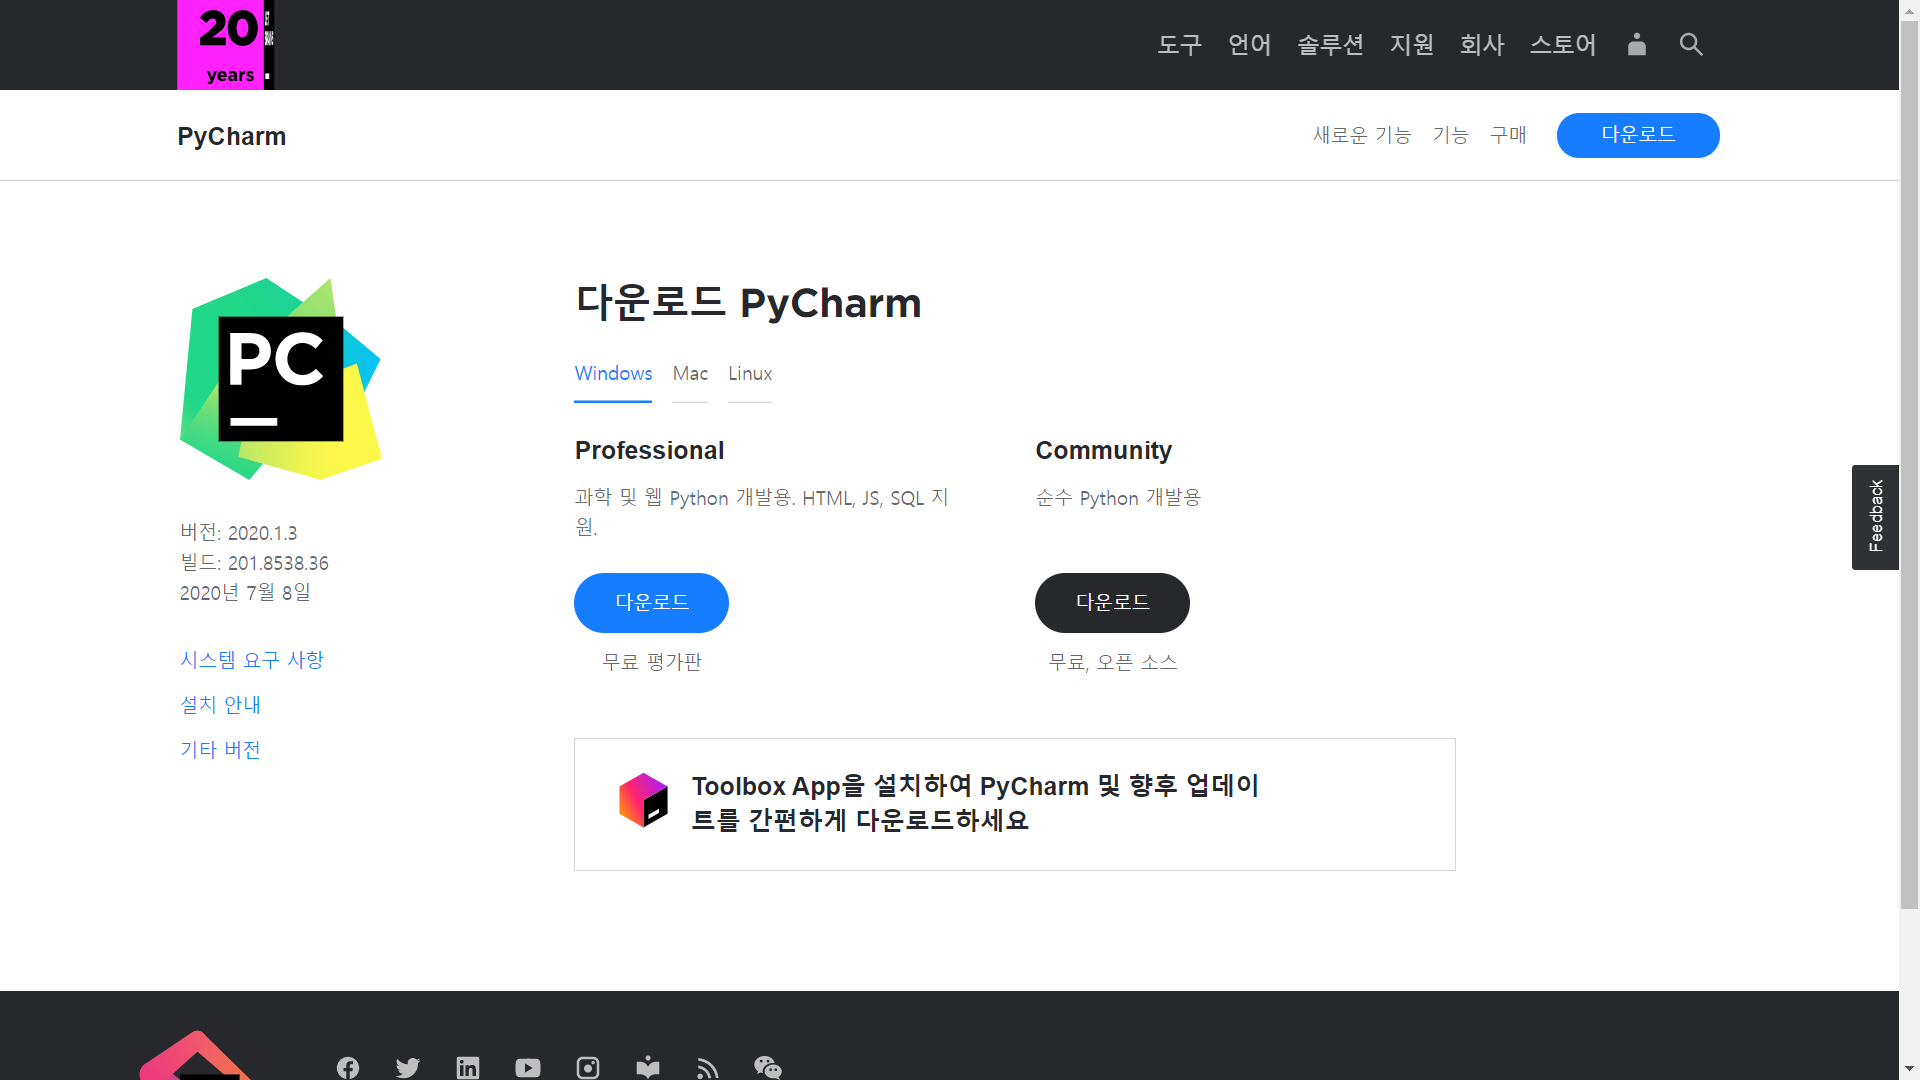 20
years
도구 언어 솔루션 지원 회사 스토어
PyCharm
새로운 기능 기능 구매 다운로드
PC
다운로드 PyCharm
Windows Mac Linux
Professional
과학 및 웹 Python 개발용. HTML, JS, SQL 지
원.
다운로드
무료 평가판
Community
순수 Python 개발용
다운로드
무료, 오픈 소스
버전: 2020.1.3
빌드: 201.8538.36
2020년 7월 8일
시스템 요구 사항
설치 안내
기타 버전
Toolbox App을 설치하여 PyCharm 및 향후 업데이
트를 간편하게 다운로드하세요
Feedback